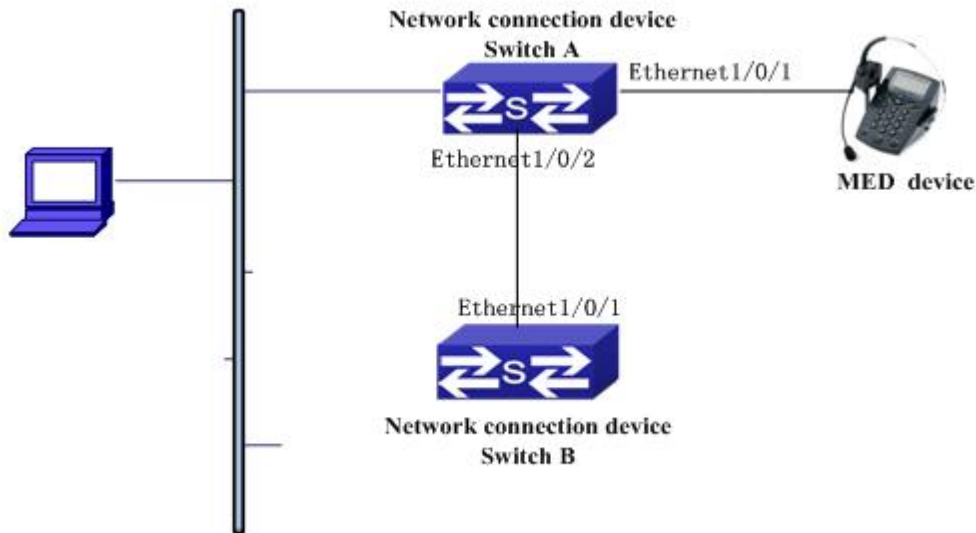 Network connection device
Switch A
Ethernet1/0/1
S
Ethernet1/0/2
MED device
Ethernet1/0/1
S
Network connection device
Switch B